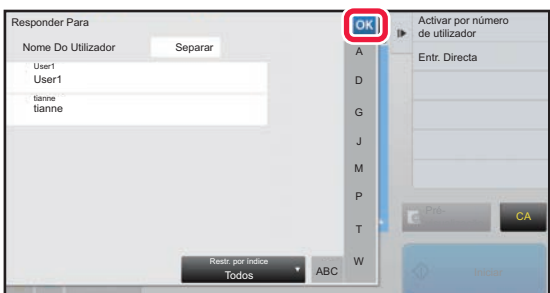 Responder Para
OK
Nome Do Utilizador
Separar
User1
User1
tianne
tianne
A
D
G
J
M
P
T
W
Restr. por índice
Todos
ABC
Activar por número
de utilizador
Entr. Directa
Pré-
CA